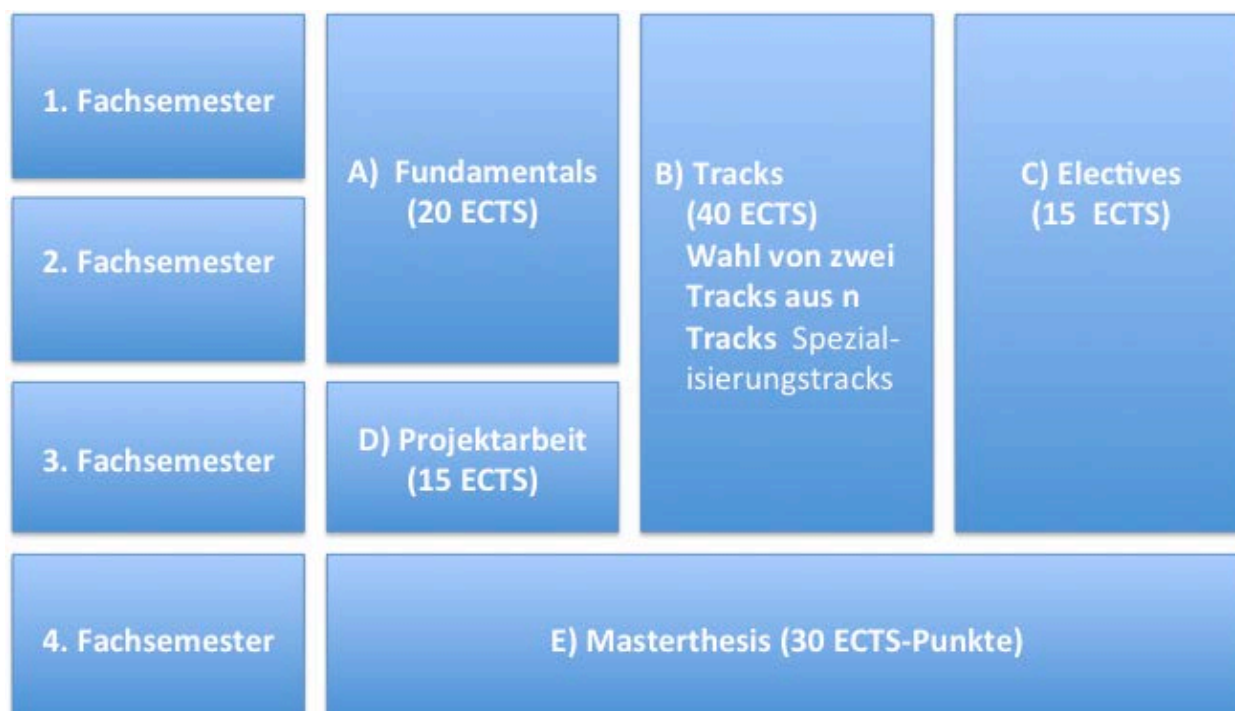 1. Fachsemester
A) Fundamentals
(20 ECTS)
B) Tracks
(40 ECTS)
Wahl von zwei
Tracks aus n
Tracks Spezial-
isierungstracks
C) Electives
(15 ECTS)
2. Fachsemester
3. Fachsemester
D) Projektarbeit
(15 ECTS)
4. Fachsemester
E) Masterthesis (30 ECTS-Punkte)